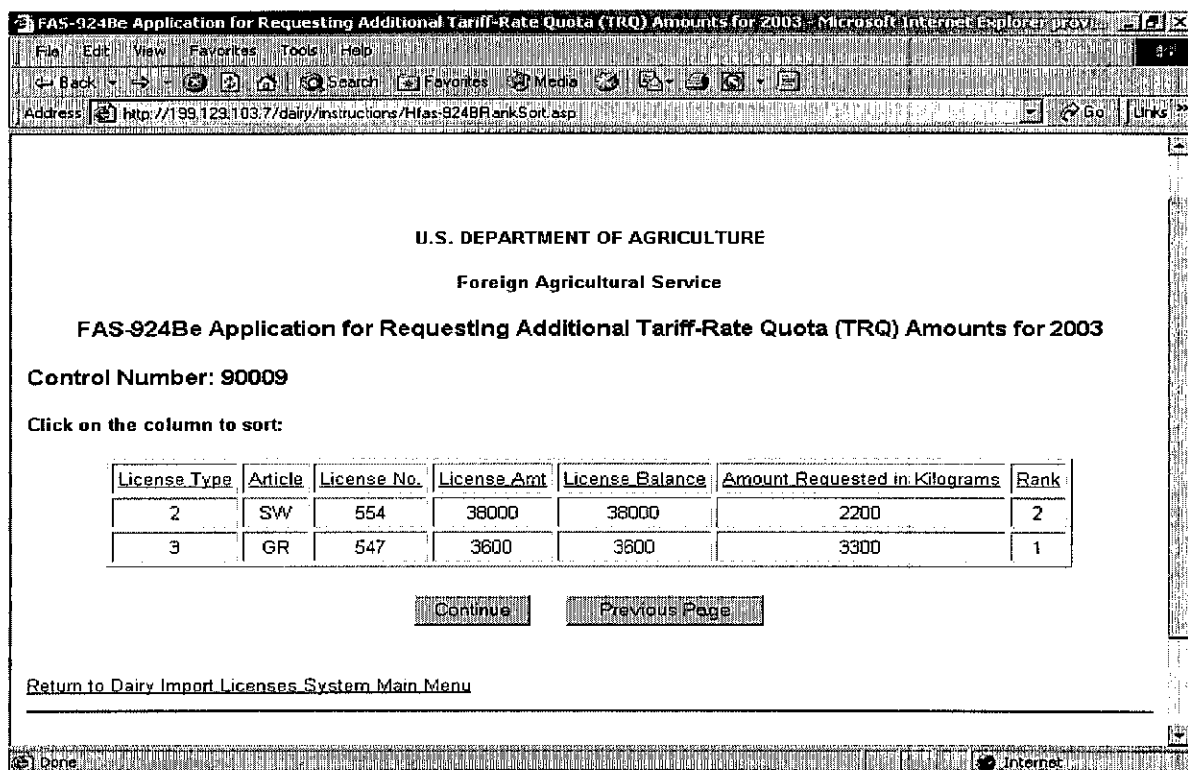 FAS-924Be Application for Requesting Additional Tariff-Rate Quota (TRQ) Amounts for 2003 - Microsoft Internet Explorer provi...
File Edit View Favorites Tools Help
Back Search Favorites Media
Address http://199.129.103.7/dairy/instructions/Hfas-924BRankSort.asp Go Links »
U.S. DEPARTMENT OF AGRICULTURE
Foreign Agricultural Service
FAS-924Be Application for Requesting Additional Tariff-Rate Quota (TRQ) Amounts for 2003
Control Number: 90009
Click on the column to sort:
License Type Article License No. License Amt License Balance Amount Requested in Kilograms Rank
2 SW 554 38000 38000 2200 2
3 GR 547 3600 3600 3300 1
Continue Previous Page
Return to Dairy Import Licenses System Main Menu
Done Internet